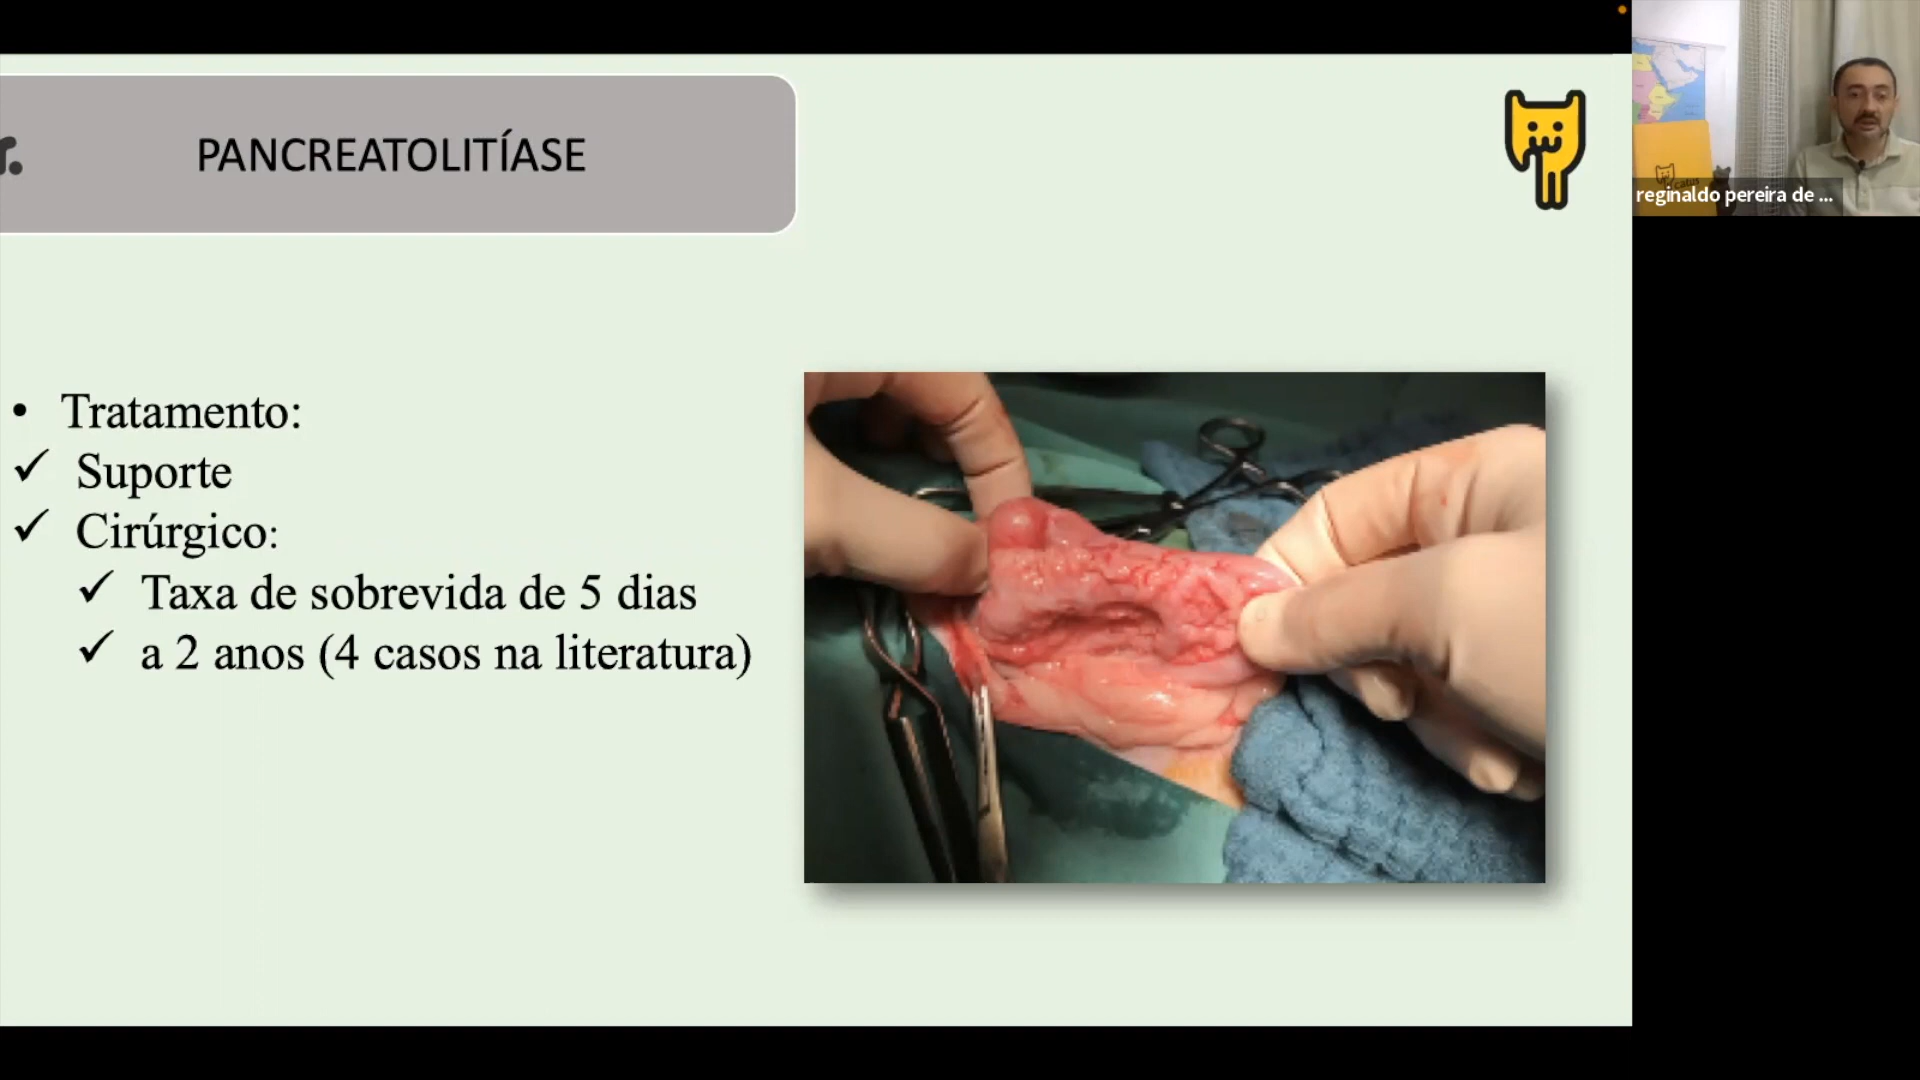 r.
PANCREATOLITÍASE
• Tratamento:
✓ Suporte
✓ Cirúrgico:
✓ Taxa de sobrevida de 5 dias
✓ a 2 anos (4 casos na literatura)
reginaldo pereira de ...